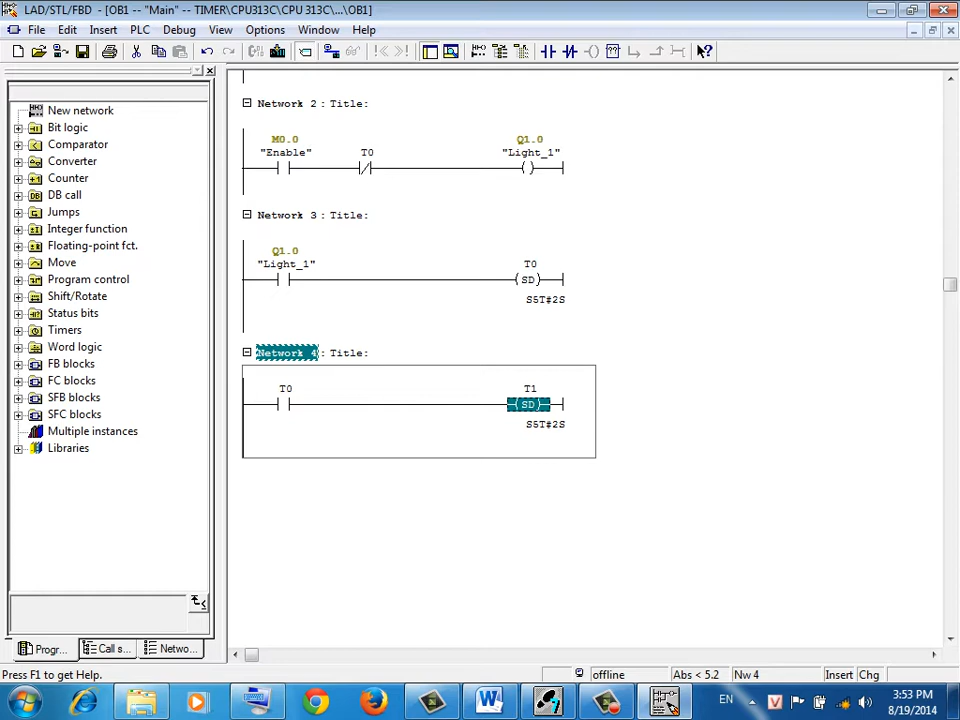 LAD/STL/FBD - [OB1 -- "Main" -- TIMER\CPU313C\CPU 313C\...\OB1]
File Edit Insert PLC Debug View Options Window Help
New network
Bit logic
Comparator
Converter
Counter
DB call
Jumps
Integer function
Floating-point fct.
Move
Program control
Shift/Rotate
Status bits
Timers
Word logic
FB blocks
FC blocks
SFB blocks
SFC blocks
Multiple instances
Libraries
Progr... Call s... Netwo...
Network 2 : Title:
M0.0 Q1.0
"Enable" T0 "Light_1"
Network 3 : Title:
Q1.0
"Light_1" T0
SD
S5T#2S
Network 4 : Title:
T0 T1
SD
S5T#2S
Press F1 to get Help. offline Abs < 5.2 Nw 4 Insert Chg
EN 3:53 PM
8/19/2014